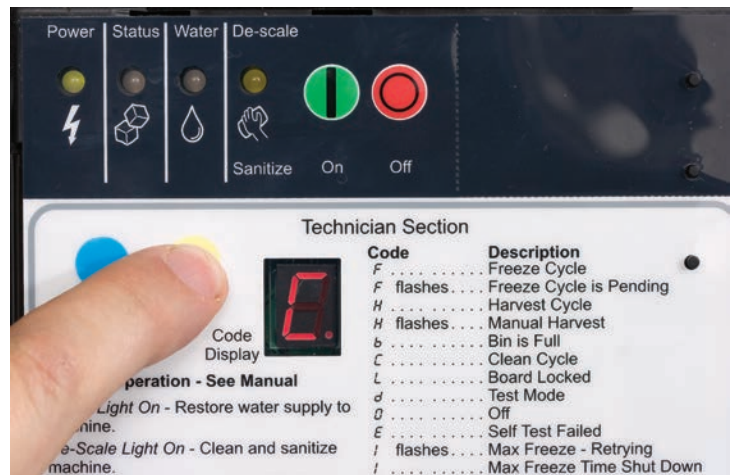 Power Status Water De-scale
Sanitize On Off
Technician Section
Code Description
F .......... Freeze Cycle
F flashes .... Freeze Cycle is Pending
H .......... Harvest Cycle
H flashes .... Manual Harvest
b .......... Bin is Full
C .......... Clean Cycle
L .......... Board Locked
d .......... Test Mode
0 .......... Off
E .......... Self Test Failed
1 flashes .... Max Freeze - Retrying
1 .......... Max Freeze Time Shut Down
C.
Code
Display
peration - See Manual
Light On - Restore water supply to
hine.
e-Scale Light On - Clean and sanitize
machine.